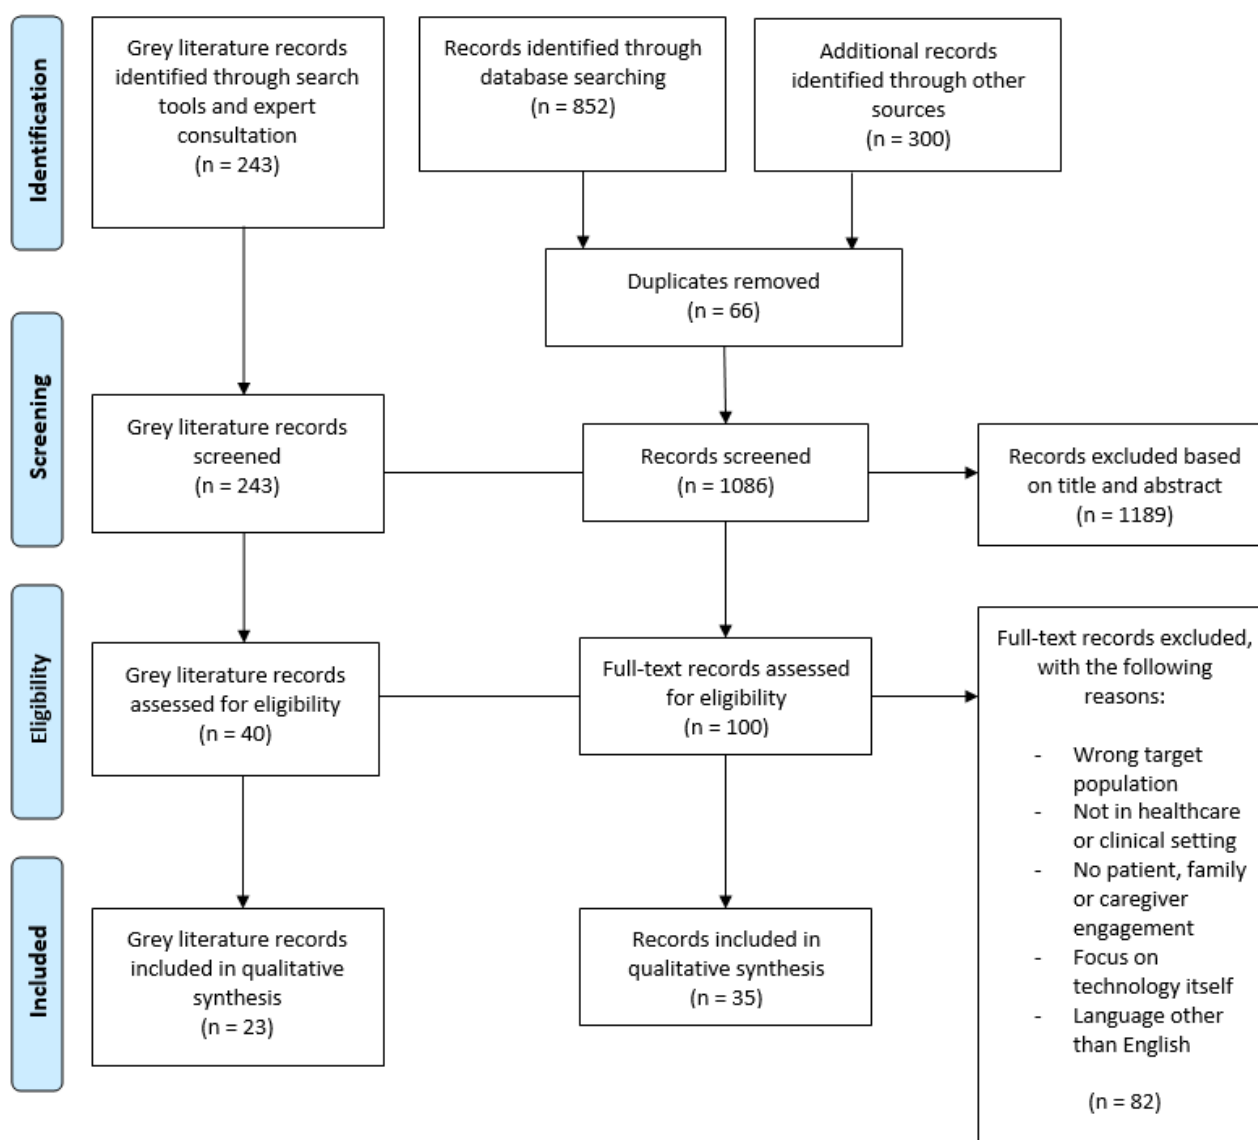 Identification
Grey literature records
identified through search
tools and expert
consultation
(n = 243)
Records identified through
database searching
(n = 852)
Additional records
identified through other
sources
(n = 300)
Duplicates removed
(n = 66)
Screening
Grey literature records
screened
(n = 243)
Records screened
(n = 1086)
Records excluded based
on title and abstract
(n = 1189)
Eligibility
Grey literature records
assessed for eligibility
(n = 40)
Full-text records assessed
for eligibility
(n = 100)
Full-text records excluded,
with the following
reasons:
- Wrong target
population
- Not in healthcare
or clinical setting
- No patient, family
or caregiver
engagement
- Focus on
technology itself
- Language other
than English
(n = 82)
Included
Grey literature records
included in qualitative
synthesis
(n = 23)
Records included in
qualitative synthesis
(n = 35)